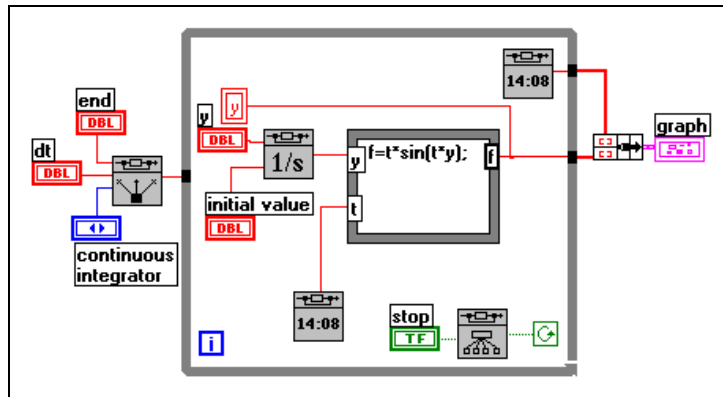 14:08
end
DBL
y
y
DBL
dt
DBL
1/s
f=t*sin(t*y);
f
y
graph
initial value
DBL
t
continuous
integrator
14:08
stop
TF
i